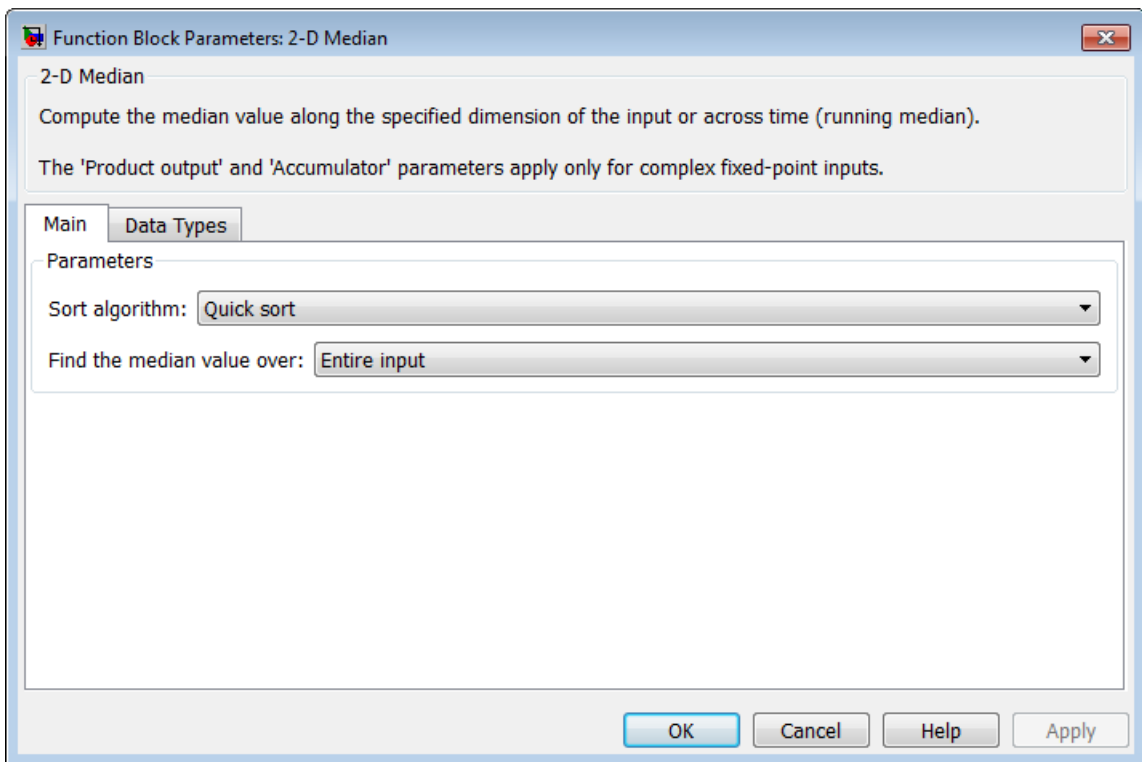 Function Block Parameters: 2-D Median
2-D Median
Compute the median value along the specified dimension of the input or across time (running median).
The 'Product output' and 'Accumulator' parameters apply only for complex fixed-point inputs.
Main Data Types
Parameters
Sort algorithm: Quick sort
Find the median value over: Entire input
OK Cancel Help Apply